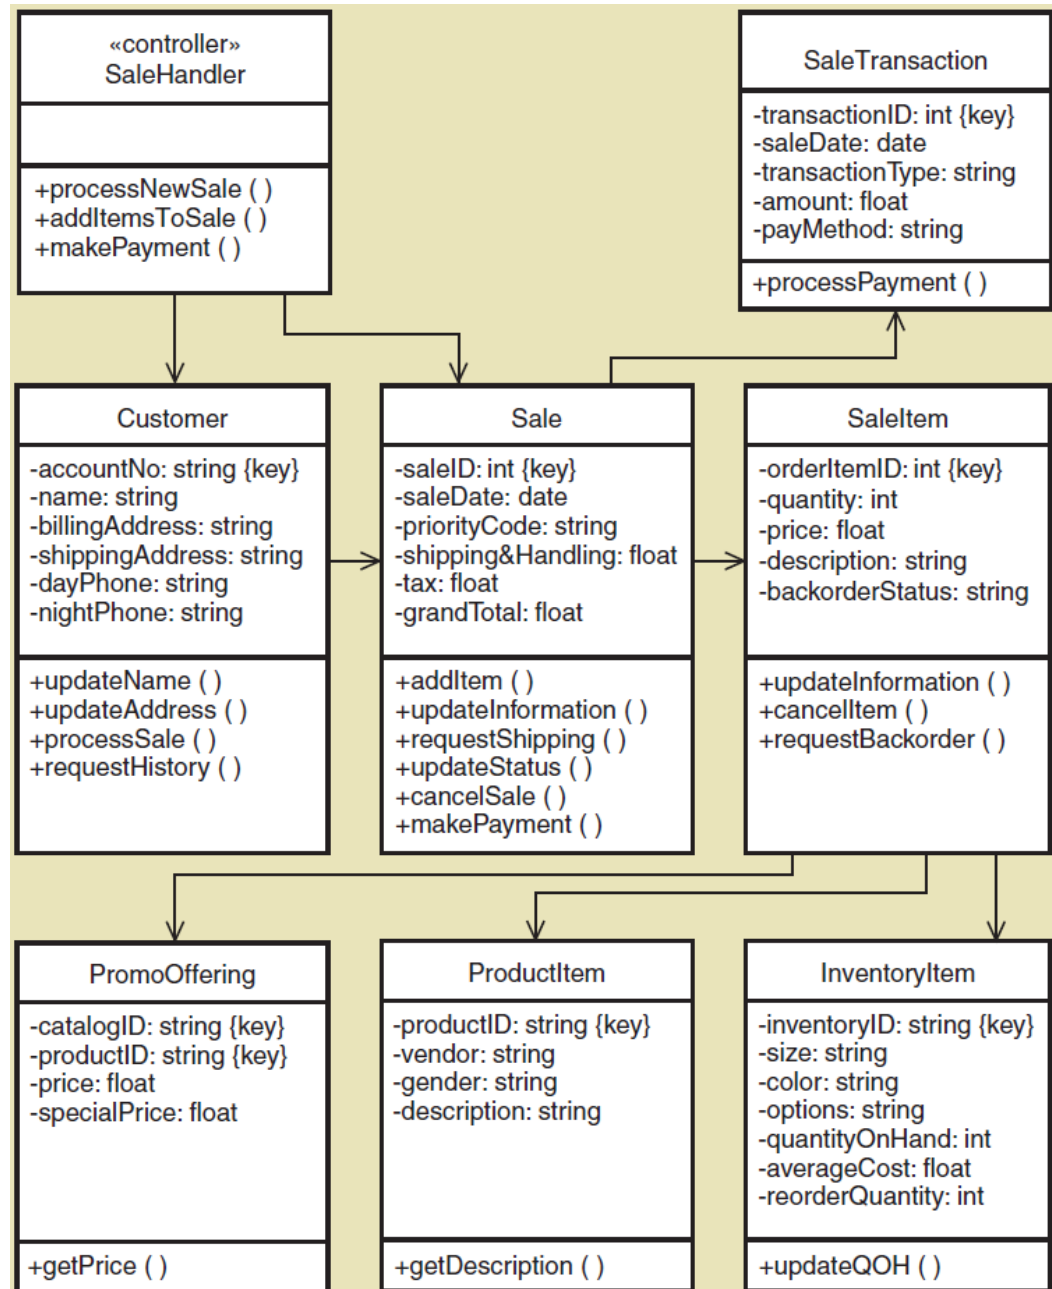 «controller»
SaleHandler
+processNewSale ( )
+addItemsToSale ( )
+makePayment ( )
SaleTransaction
-transactionID: int {key}
-saleDate: date
-transactionType: string
-amount: float
-payMethod: string
+processPayment ( )
Customer
-accountNo: string {key}
-name: string
-billingAddress: string
-shippingAddress: string
-dayPhone: string
-nightPhone: string
+updateName ( )
+updateAddress ( )
+processSale ( )
+requestHistory ( )
Sale
-saleID: int {key}
-saleDate: date
-priorityCode: string
-shipping&Handling: float
-tax: float
-grandTotal: float
+addItem ( )
+updateInformation ( )
+requestShipping ( )
+updateStatus ( )
+cancelSale ( )
+makePayment ( )
SaleItem
-orderItemID: int {key}
-quantity: int
-price: float
-description: string
-backorderStatus: string
+updateInformation ( )
+cancelItem ( )
+requestBackorder ( )
PromoOffering
-catalogID: string {key}
-productID: string {key}
-price: float
-specialPrice: float
+getPrice ( )
ProductItem
-productID: string {key}
-vendor: string
-gender: string
-description: string
+getDescription ( )
InventoryItem
-inventoryID: string {key}
-size: string
-color: string
-options: string
-quantityOnHand: int
-averageCost: float
-reorderQuantity: int
+updateQOH ( )